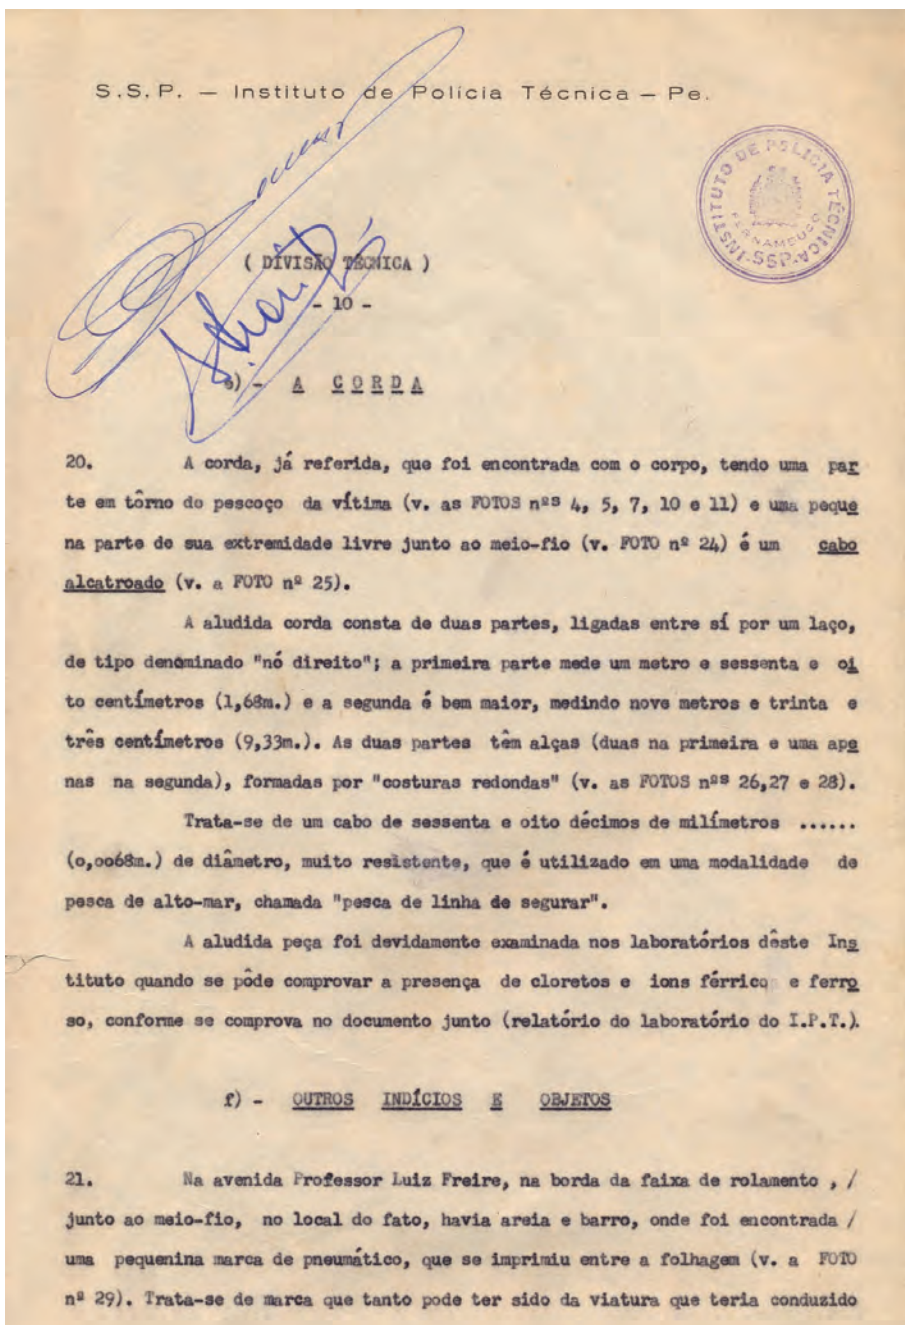 S.S.P. — Instituto de Polícia Técnica — Pe.
INSTITUTO DE POLICIA TÉCNICA
PERNAMBUCO
-SSP-
( DIVISÃO TÉCNICA )
- 10 -
e) - A CORDA
20. A corda, já referida, que foi encontrada com o corpo, tendo uma par
te em tôrno do pescoço da vítima (v. as FOTOS nºs 4, 5, 7, 10 e 11) e uma peque
na parte de sua extremidade livre junto ao meio-fio (v. FOTO nº 24) é um cabo
alcatroado (v. a FOTO nº 25).
A aludida corda consta de duas partes, ligadas entre sí por um laço,
de tipo denominado "nó direito"; a primeira parte mede um metro e sessenta e oi
to centímetros (1,68m.) e a segunda é bem maior, medindo nove metros e trinta e
três centímetros (9,33m.). As duas partes têm alças (duas na primeira e uma ape
nas na segunda), formadas por "costuras redondas" (v. as FOTOS nºs 26,27 e 28).
Trata-se de um cabo de sessenta e oito décimos de milímetros ......
(o,oo68m.) de diâmetro, muito resistente, que é utilizado em uma modalidade de
pesca de alto-mar, chamada "pesca de linha de segurar".
A aludida peça foi devidamente examinada nos laboratórios dêste Ins
tituto quando se pôde comprovar a presença de cloretos e ions férrico e ferro
so, conforme se comprova no documento junto (relatório do laboratório do I.P.T.).
f) - OUTROS INDÍCIOS E OBJETOS
21. Na avenida Professor Luiz Freire, na borda da faixa de rolamento , /
junto ao meio-fio, no local do fato, havia areia e barro, onde foi encontrada /
uma pequenina marca de pneumático, que se imprimiu entre a folhagem (v. a FOTO
nº 29). Trata-se de marca que tanto pode ter sido da viatura que teria conduzido